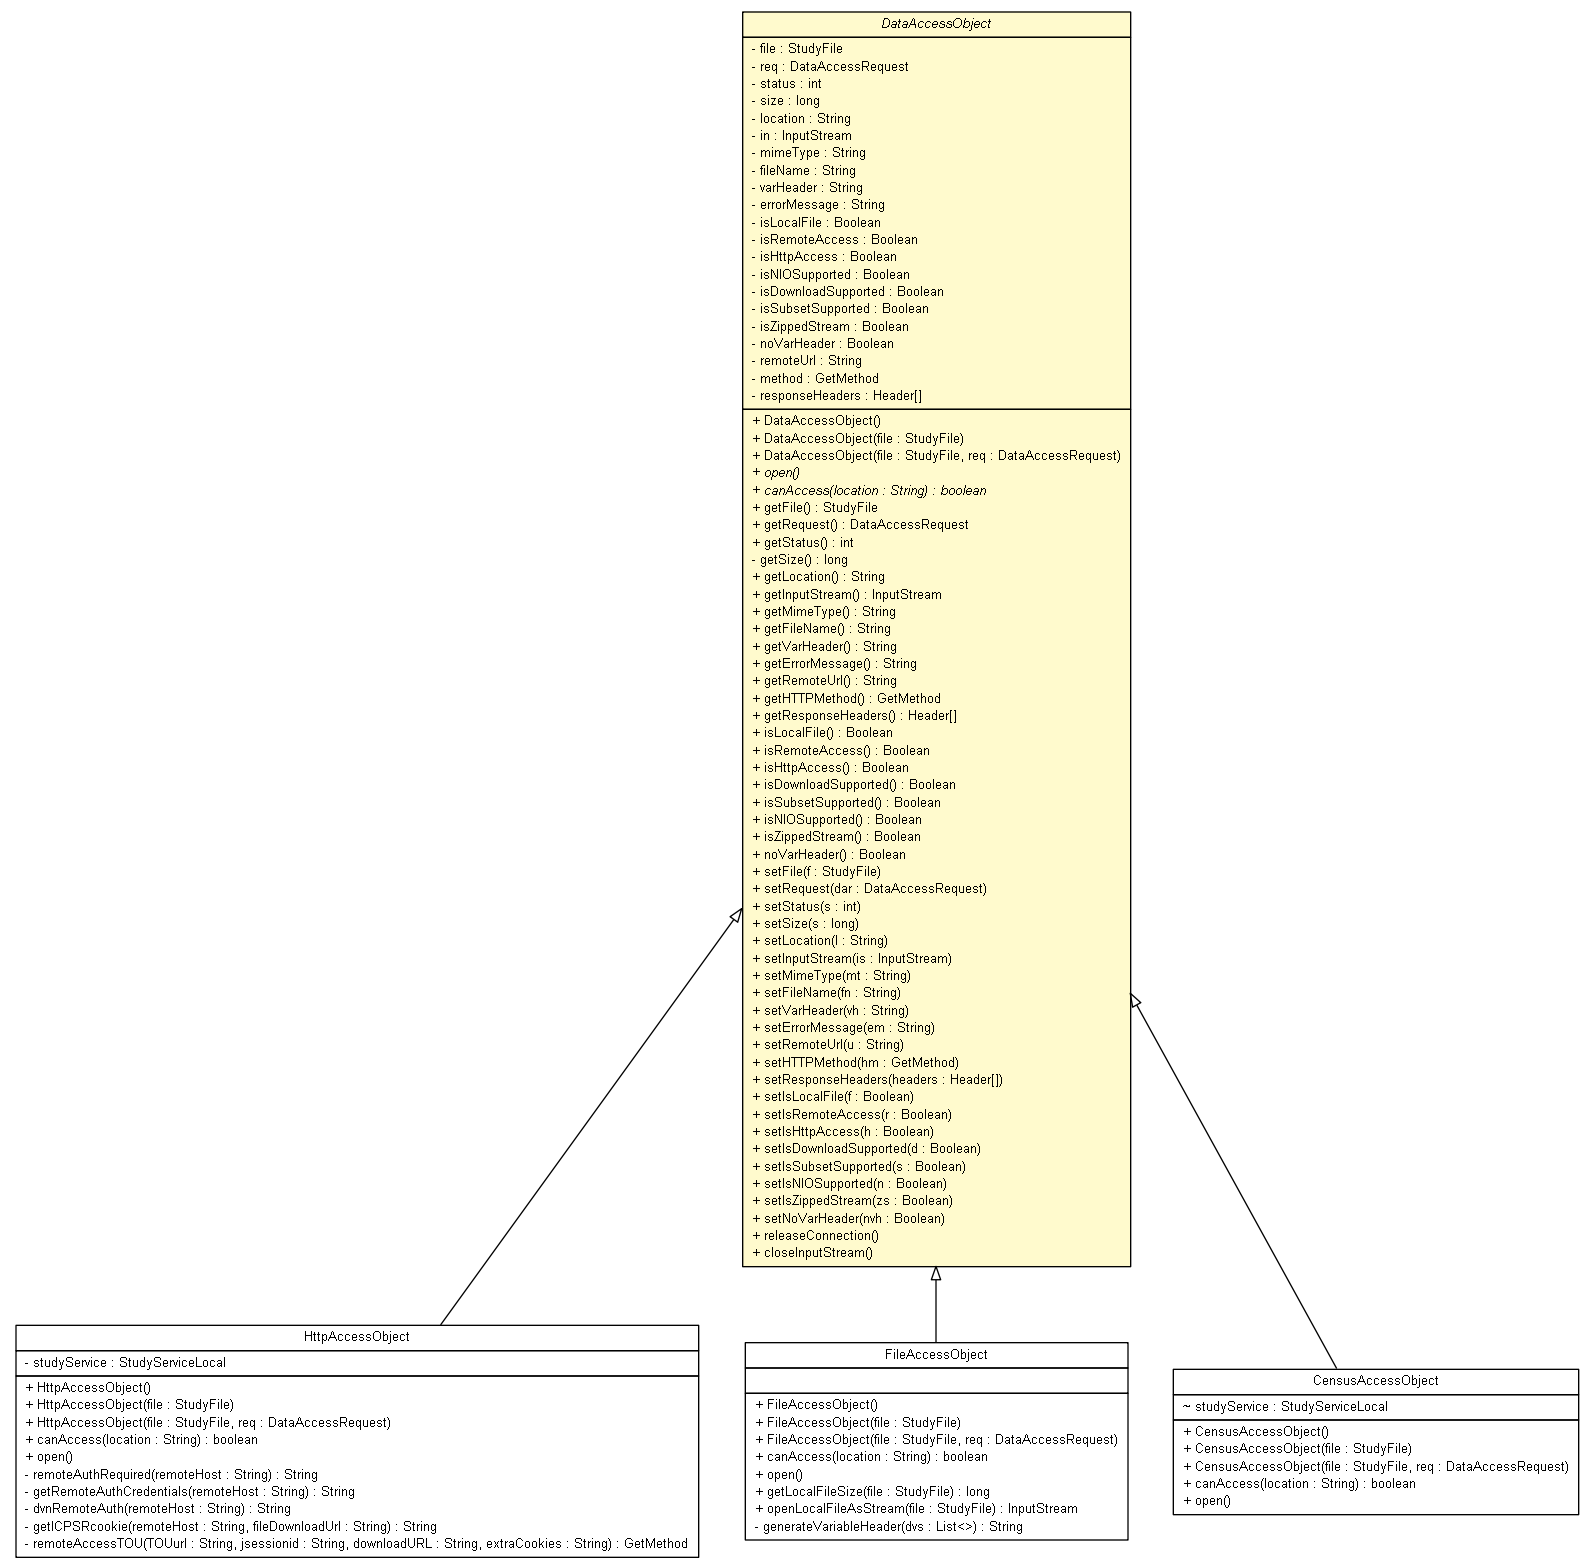 DataAccessObject
- file : StudyFile
- req : DataAccessRequest
- status : int
- size : long
- location : String
- in : InputStream
- mimeType : String
- fileName : String
- varHeader : String
- errorMessage : String
- isLocalFile : Boolean
- isRemoteAccess : Boolean
- isHttpAccess : Boolean
- isNIOSupported : Boolean
- isDownloadSupported : Boolean
- isSubsetSupported : Boolean
- isZippedStream : Boolean
- noVarHeader : Boolean
- remoteUrl : String
- method : GetMethod
- responseHeaders : Header[]
+ DataAccessObject()
+ DataAccessObject(file : StudyFile)
+ DataAccessObject(file : StudyFile, req : DataAccessRequest)
+ open()
+ canAccess(location : String) : boolean
+ getFile() : StudyFile
+ getRequest() : DataAccessRequest
+ getStatus() : int
- getSize() : long
+ getLocation() : String
+ getInputStream() : InputStream
+ getMimeType() : String
+ getFileName() : String
+ getVarHeader() : String
+ getErrorMessage() : String
+ getRemoteUrl() : String
+ getHTTPMethod() : GetMethod
+ getResponseHeaders() : Header[]
+ isLocalFile() : Boolean
+ isRemoteAccess() : Boolean
+ isHttpAccess() : Boolean
+ isDownloadSupported() : Boolean
+ isSubsetSupported() : Boolean
+ isNIOSupported() : Boolean
+ isZippedStream() : Boolean
+ noVarHeader() : Boolean
+ setFile(f : StudyFile)
+ setRequest(dar : DataAccessRequest)
+ setStatus(s : int)
+ setSize(s : long)
+ setLocation(l : String)
+ setInputStream(is : InputStream)
+ setMimeType(mt : String)
+ setFileName(fn : String)
+ setVarHeader(vh : String)
+ setErrorMessage(em : String)
+ setRemoteUrl(u : String)
+ setHTTPMethod(hm : GetMethod)
+ setResponseHeaders(headers : Header[])
+ setIsLocalFile(f : Boolean)
+ setIsRemoteAccess(r : Boolean)
+ setIsHttpAccess(h : Boolean)
+ setIsDownloadSupported(d : Boolean)
+ setIsSubsetSupported(s : Boolean)
+ setIsNIOSupported(n : Boolean)
+ setIsZippedStream(zs : Boolean)
+ setNoVarHeader(nvh : Boolean)
+ releaseConnection()
+ closeInputStream()
HttpAccessObject
- studyService : StudyServiceLocal
+ HttpAccessObject()
+ HttpAccessObject(file : StudyFile)
+ HttpAccessObject(file : StudyFile, req : DataAccessRequest)
+ canAccess(location : String) : boolean
+ open()
- remoteAuthRequired(remoteHost : String) : String
- getRemoteAuthCredentials(remoteHost : String) : String
- dvnRemoteAuth(remoteHost : String) : String
- getICPSRcookie(remoteHost : String, fileDownloadUrl : String) : String
- remoteAccessTOU(TOUurl : String, jsessionid : String, downloadURL : String, extraCookies : String) : GetMethod
FileAccessObject
+ FileAccessObject()
+ FileAccessObject(file : StudyFile)
+ FileAccessObject(file : StudyFile, req : DataAccessRequest)
+ canAccess(location : String) : boolean
+ open()
+ getLocalFileSize(file : StudyFile) : long
+ openLocalFileAsStream(file : StudyFile) : InputStream
- generateVariableHeader(dvs : List<>) : String
CensusAccessObject
~ studyService : StudyServiceLocal
+ CensusAccessObject()
+ CensusAccessObject(file : StudyFile)
+ CensusAccessObject(file : StudyFile, req : DataAccessRequest)
+ canAccess(location : String) : boolean
+ open()